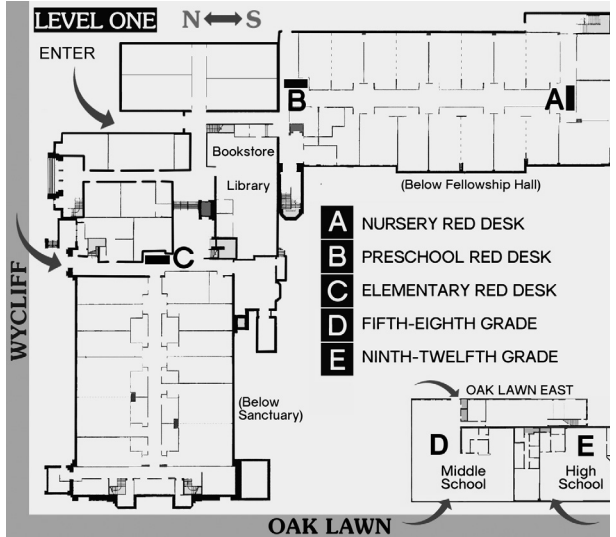 LEVEL ONE
N S
ENTER
B
A
Bookstore
Library
(Below Fellowship Hall)
A NURSERY RED DESK
B PRESCHOOL RED DESK
C ELEMENTARY RED DESK
D FIFTH-EIGHTH GRADE
E NINTH-TWELFTH GRADE
C
WYCLIFF
(Below
Sanctuary)
OAK LAWN EAST
D
Middle
School
E
High
School
OAK LAWN